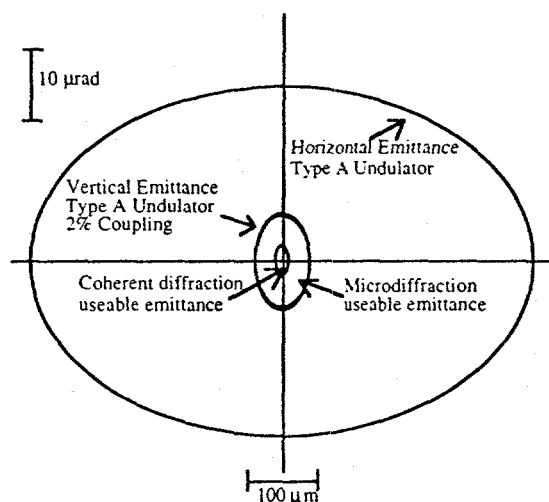 10 μrad
Horizontal Emittance
Type A Undulator
Vertical Emittance
Type A Undulator
2% Coupling
Coherent diffraction
useable emittance
Microdiffraction
useable emittance
100 μm